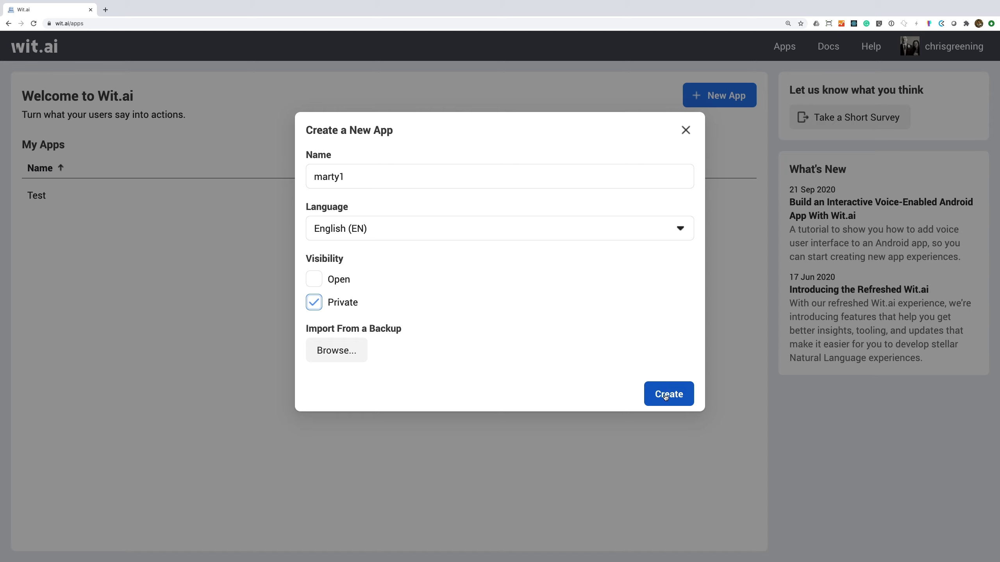 Wit.ai
wit.ai/apps
wit.ai
Apps
Docs
Help
chrisgreening
Welcome to Wit.ai
Turn what your users say into actions.
+ New App
My Apps
Name ↑
Test
Create a New App
Name
marty1
Language
English (EN)
Visibility
Open
Private
Import From a Backup
Browse...
Create
Let us know what you think
Take a Short Survey
What's New
21 Sep 2020
Build an Interactive Voice-Enabled Android
App With Wit.ai
A tutorial to show you how to add voice
user interface to an Android app, so you
can start creating new app experiences.
17 Jun 2020
Introducing the Refreshed Wit.ai
With our refreshed Wit.ai experience, we're
introducing features that help you get
better insights, tooling, and updates that
make it easier for you to develop stellar
Natural Language experiences.